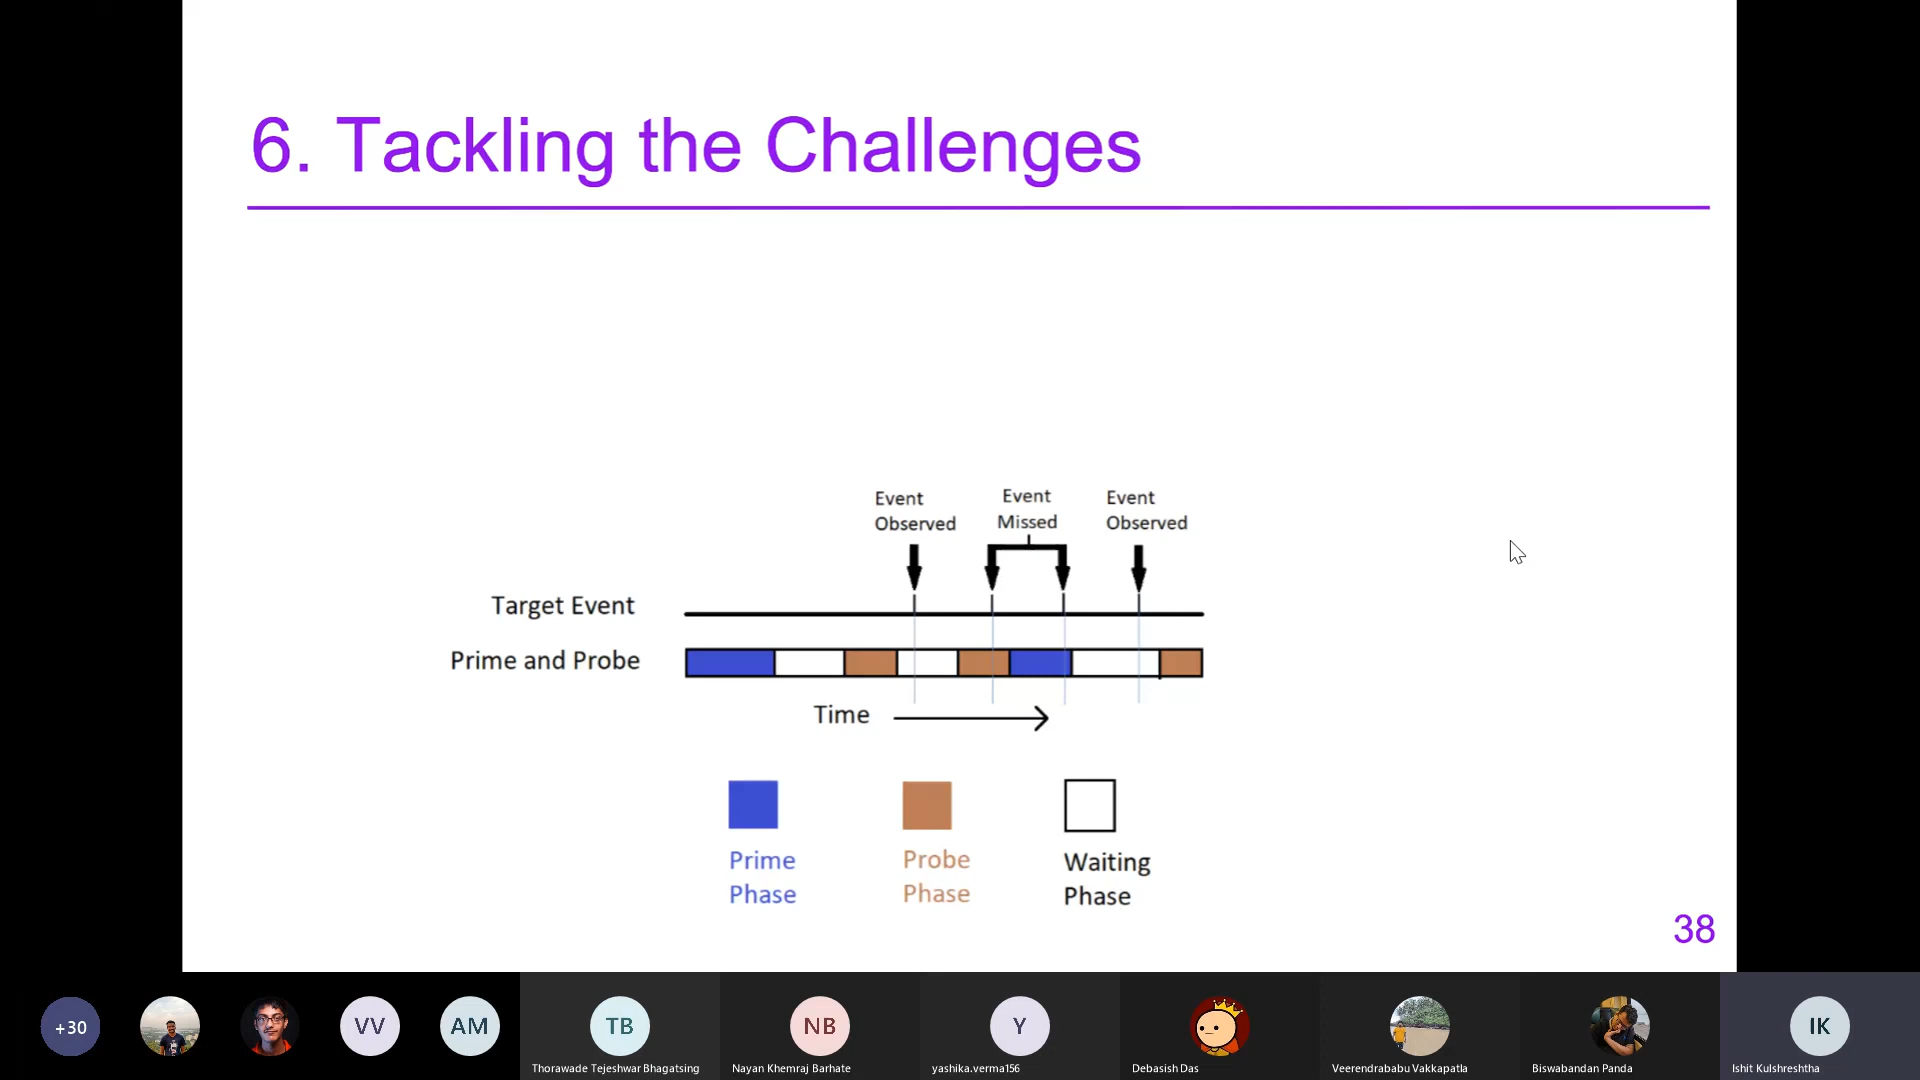 6. Tackling the Challenges
Event
Observed
Event
Missed
Event
Observed
Target Event
Prime and Probe
Time
Prime
Phase
Probe
Phase
Waiting
Phase
38
+30
VV
AM
TB
Thorawade Tejeshwar Bhagatsing
NB
Nayan Khemraj Barhate
Y
yashika.verma156
Debasish Das
Veerendrababu Vakkapatla
Biswabandan Panda
IK
Ishit Kulshreshtha